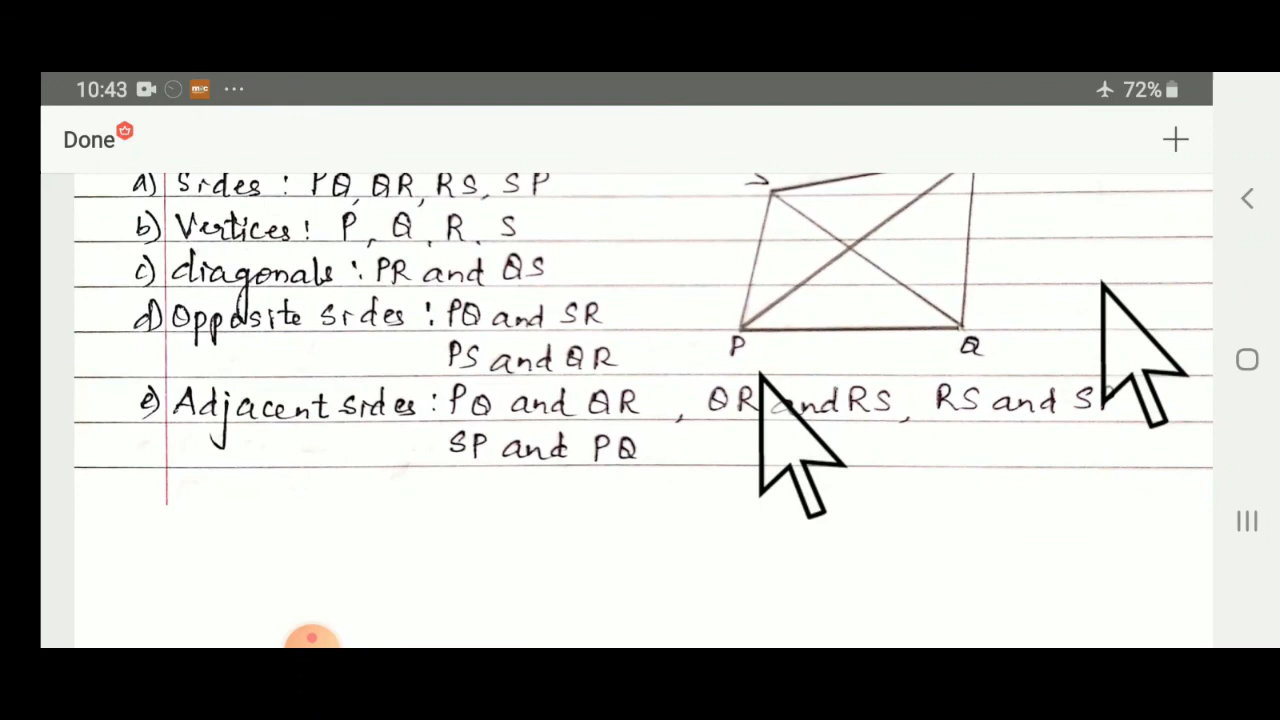 10:43 ... 72%
Done
a) Sides : PQ, QR, RS, SP
S
b) Vertices : P, Q, R, S
c) diagonals : PR and QS
d) Opposite sides : PQ and SR
PS and QR
P Q
e) Adjacent sides : PQ and QR , QR and RS, RS and SP
SP and PQ